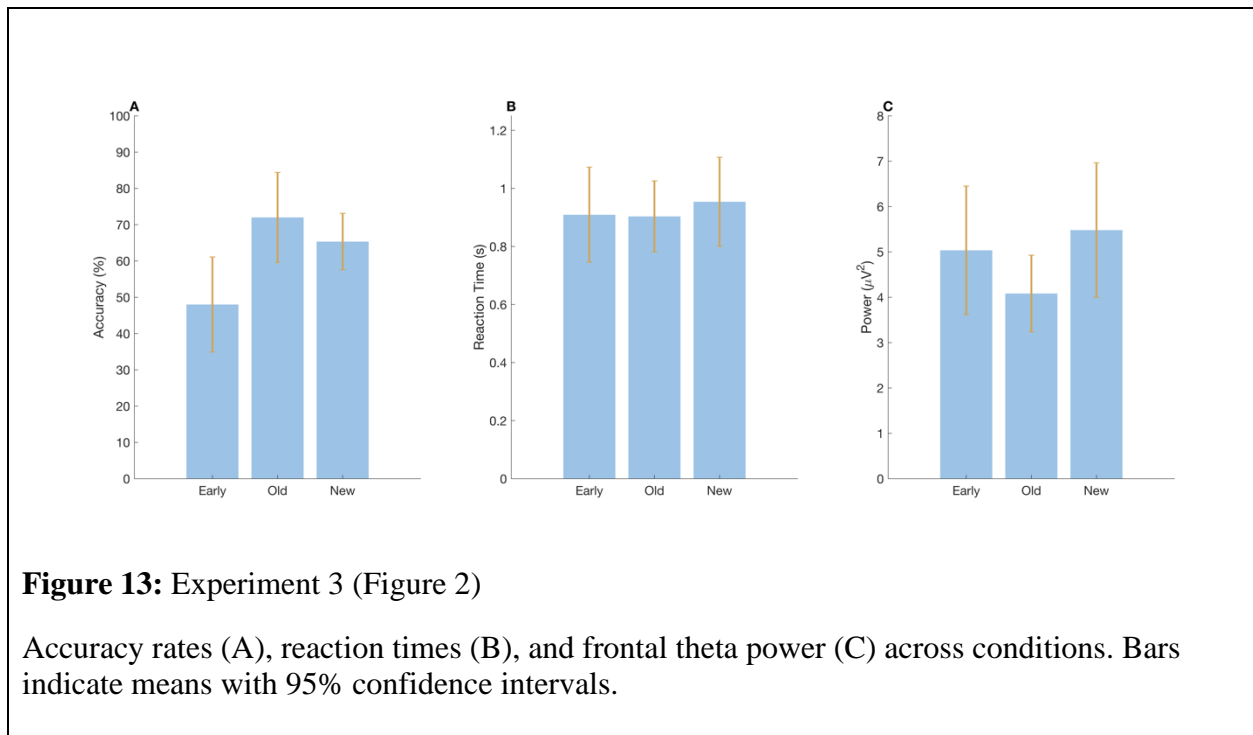 A
100
90
80
70
60
50
40
30
20
10
0
Accuracy (%)
Early Old New
B
1.2
1
0.8
0.6
0.4
0.2
0
Reaction Time (s)
Early Old New
C
8
7
6
5
4
3
2
1
0
Power (μV²)
Early Old New
Figure 13: Experiment 3 (Figure 2)
Accuracy rates (A), reaction times (B), and frontal theta power (C) across conditions. Bars
indicate means with 95% confidence intervals.